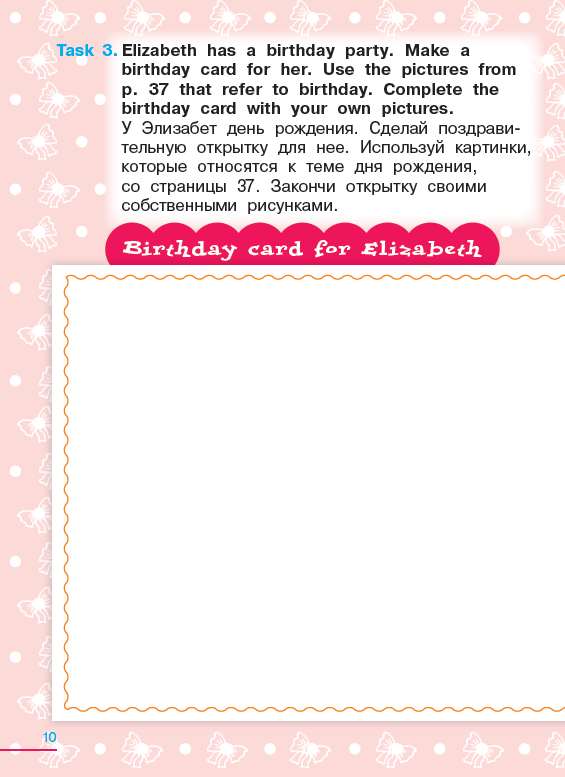 Task 3. Elizabeth has a birthday party. Make a
birthday card for her. Use the pictures from
p. 37 that refer to birthday. Complete the
birthday card with your own pictures.
У Элизабет день рождения. Сделай поздрави-
тельную открытку для нее. Используй картинки,
которые относятся к теме дня рождения,
со страницы 37. Закончи открытку своими
собственными рисунками.
Birthday card for Elizabeth
10